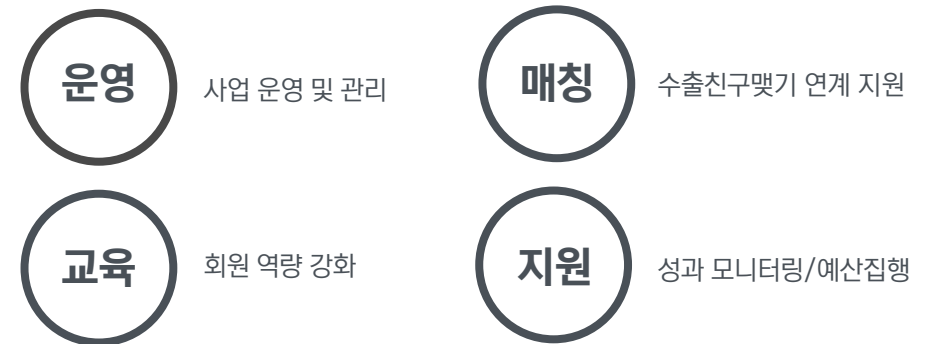 운영
사업 운영 및 관리
매칭
수출친구맺기 연계 지원
교육
회원 역량 강화
지원
성과 모니터링/예산집행